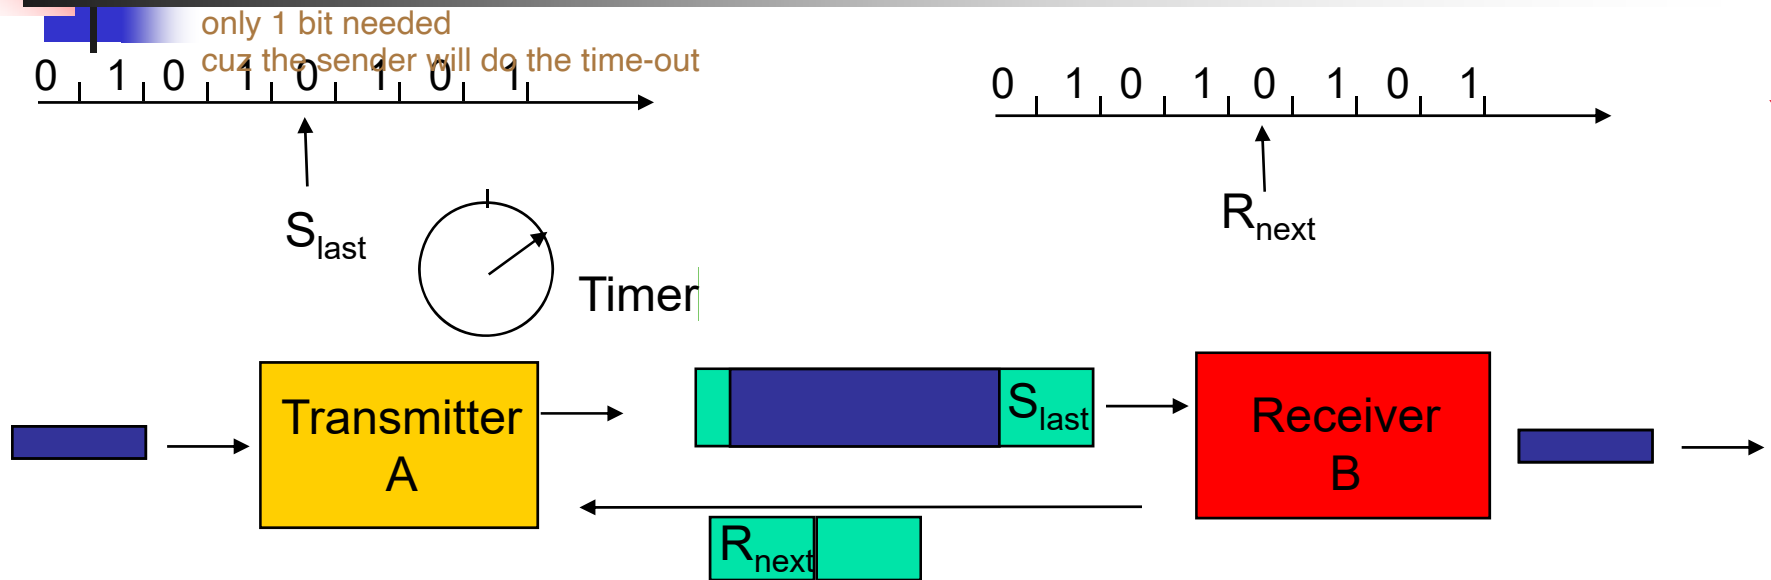 only 1 bit needed
cuz the sender will do the time-out
0 1 0 1 0 1 0 1
0 1 0 1 0 1 0 1
Slast
Rnext
Timer
Transmitter
A
Slast
Receiver
B
Rnext